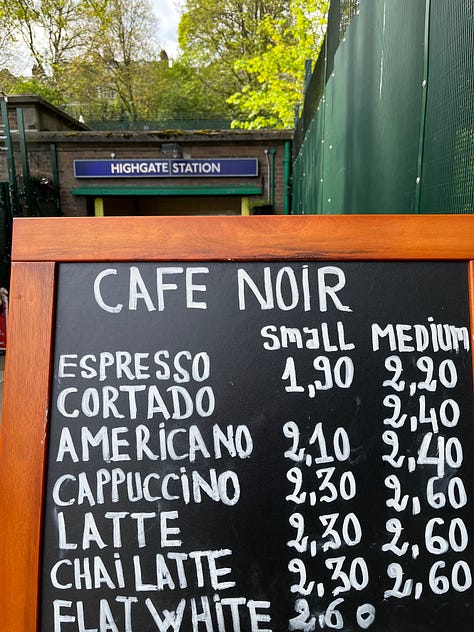 HIGHGATE STATION
CAFE NOIR
SMALL MEDIUM
ESPRESSO 1,90 2,20
CORTADO 2,40
AMERICANO 2,10 2,40
CAPPUCCINO 2,30 2,60
LATTE 2,30 2,60
CHAI LATTE 2,30 2,60
FLAT WHITE 2,60